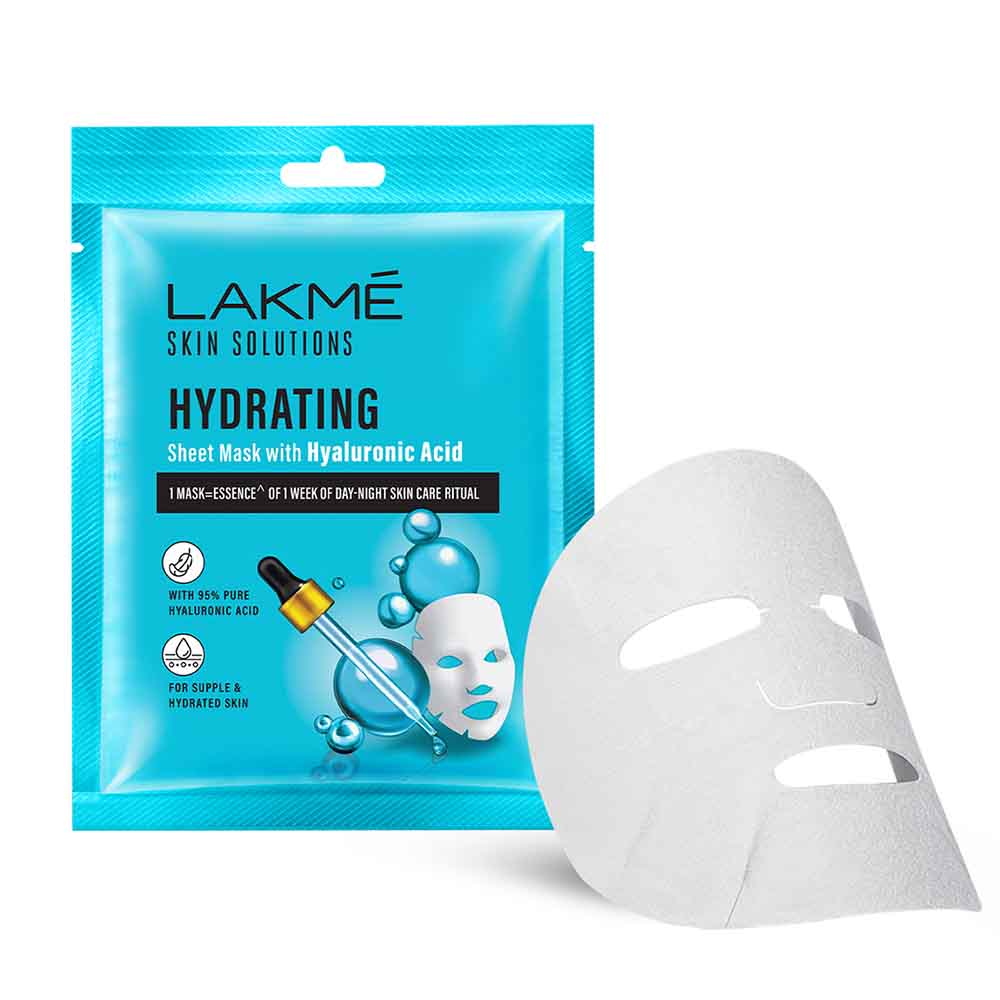 LAKMÉ
SKIN SOLUTIONS
HYDRATING
Sheet Mask with Hyaluronic Acid
1 MASK=ESSENCE^ OF 1 WEEK OF DAY-NIGHT SKIN CARE RITUAL
WITH 95% PURE
HYALURONIC ACID
FOR SUPPLE &
HYDRATED SKIN